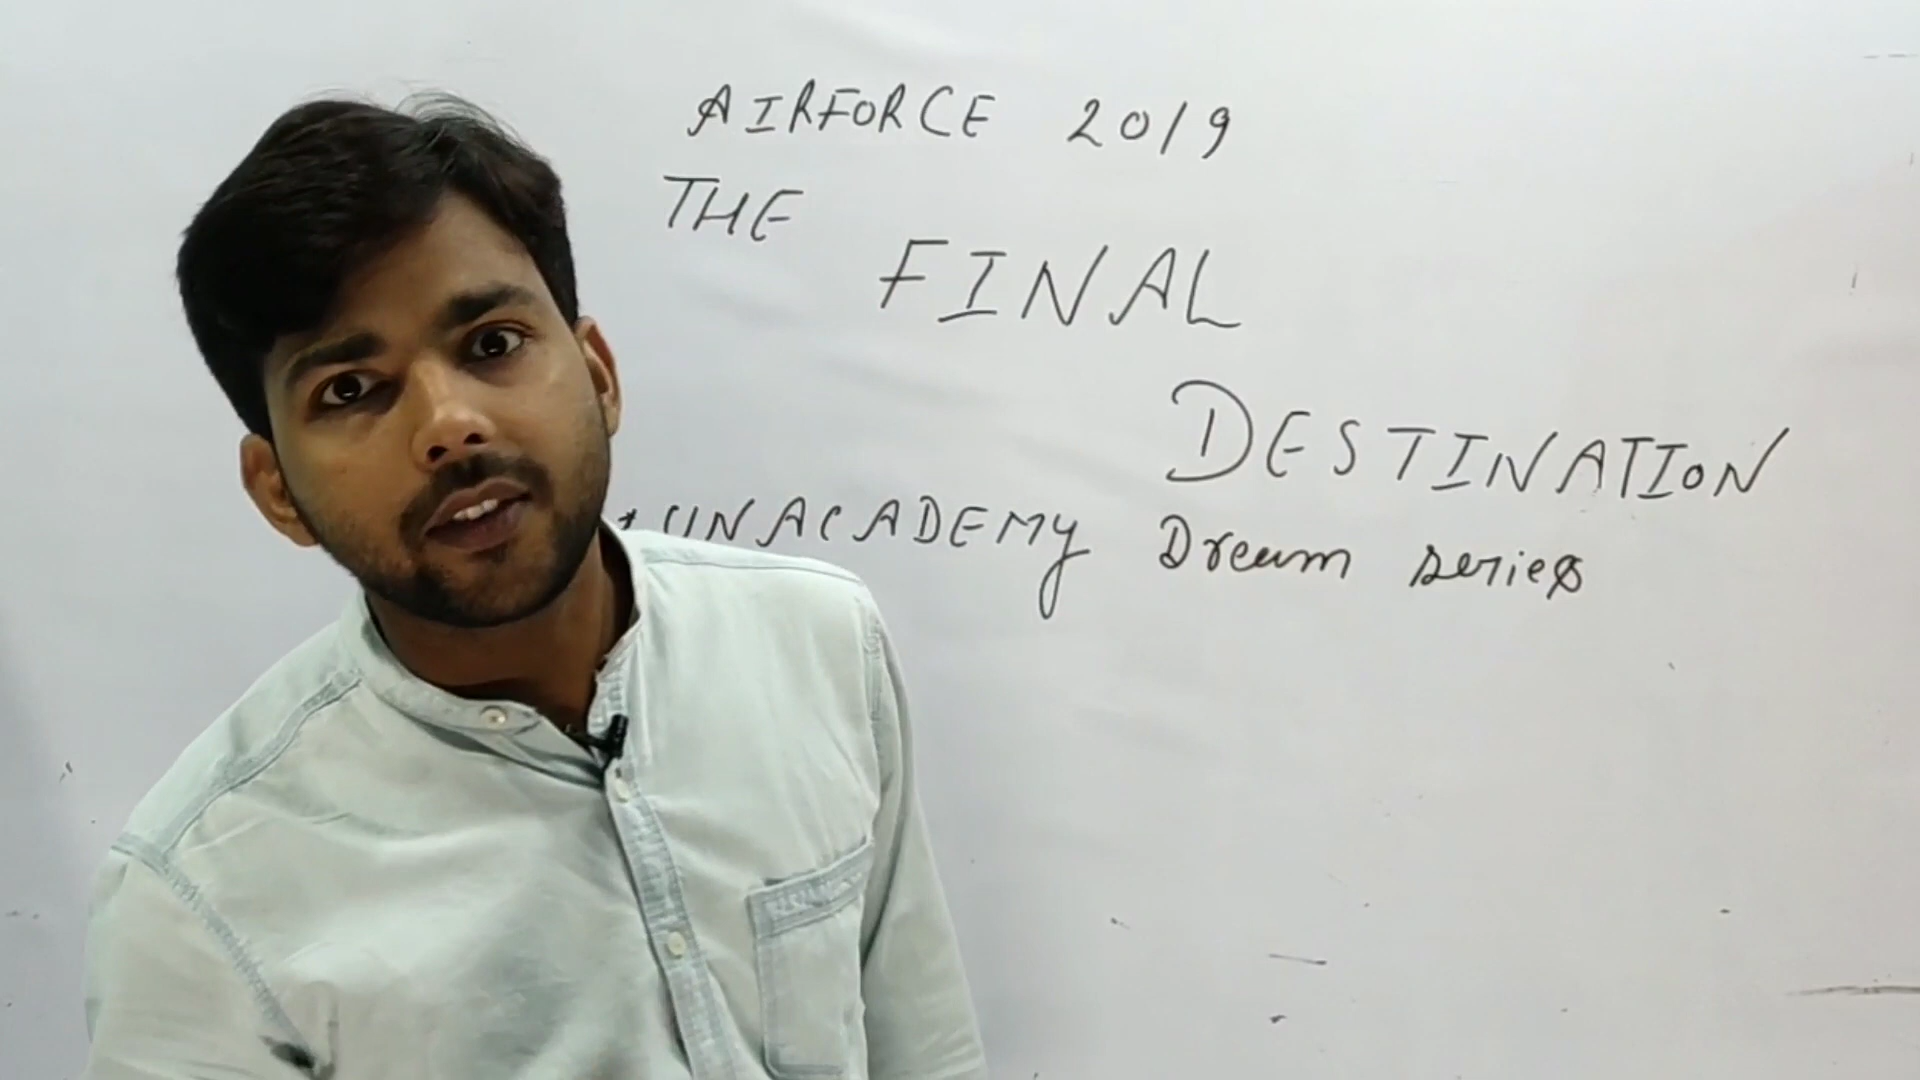 AIRFORCE 2019
THE
FINAL
DESTINATION
* UNACADEMY Dream series